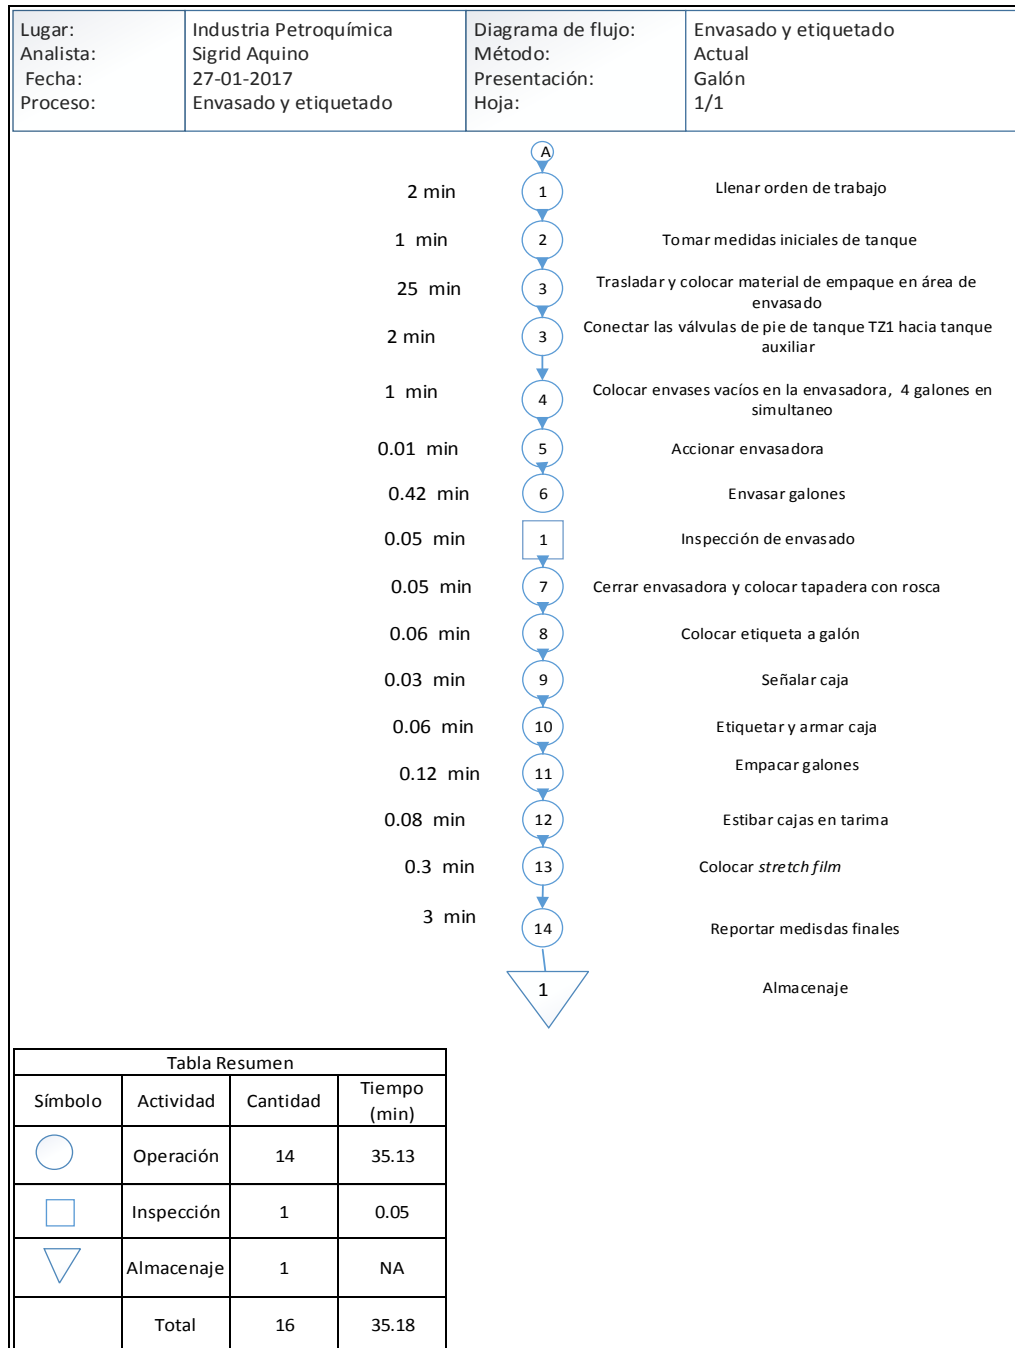 Lugar: Industria Petroquímica Diagrama de flujo: Envasado y etiquetado
Analista: Sigrid Aquino Método: Actual
Fecha: 27-01-2017 Presentación: Galón
Proceso: Envasado y etiquetado Hoja: 1/1
A
2 min 1 Llenar orden de trabajo
1 min 2 Tomar medidas iniciales de tanque
25 min 3 Trasladar y colocar material de empaque en área de
envasado
2 min 3 Conectar las válvulas de pie de tanque TZ1 hacia tanque
auxiliar
1 min 4 Colocar envases vacíos en la envasadora, 4 galones en
simultaneo
0.01 min 5 Accionar envasadora
0.42 min 6 Envasar galones
0.05 min 1 Inspección de envasado
0.05 min 7 Cerrar envasadora y colocar tapadera con rosca
0.06 min 8 Colocar etiqueta a galón
0.03 min 9 Señalar caja
0.06 min 10 Etiquetar y armar caja
0.12 min 11 Empacar galones
0.08 min 12 Estibar cajas en tarima
0.3 min 13 Colocar stretch film
3 min 14 Reportar medisdas finales
1 Almacenaje
Tabla Resumen
Símbolo Actividad Cantidad Tiempo
(min)
Operación 14 35.13
Inspección 1 0.05
Almacenaje 1 NA
Total 16 35.18